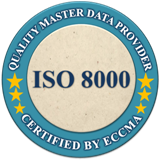 QUALITY MASTER DATA PROVIDER
ISO 8000
CERTIFIED BY ECCMA